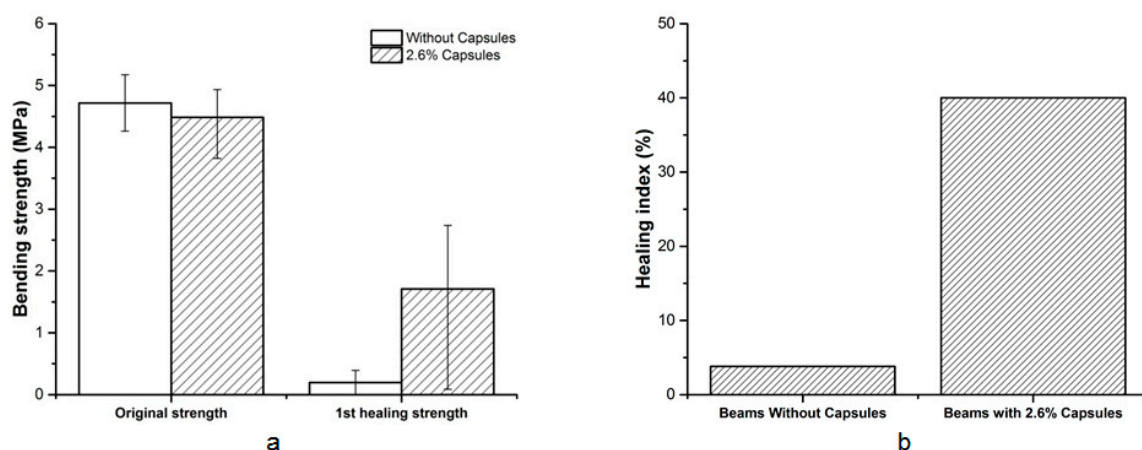 6
5
4
3
2
1
0
Bending strength (MPa)
Without Capsules
2.6% Capsules
Original strength
1st healing strength
a
50
40
30
20
10
0
Healing index (%)
Beams Without Capsules
Beams with 2.6% Capsules
b